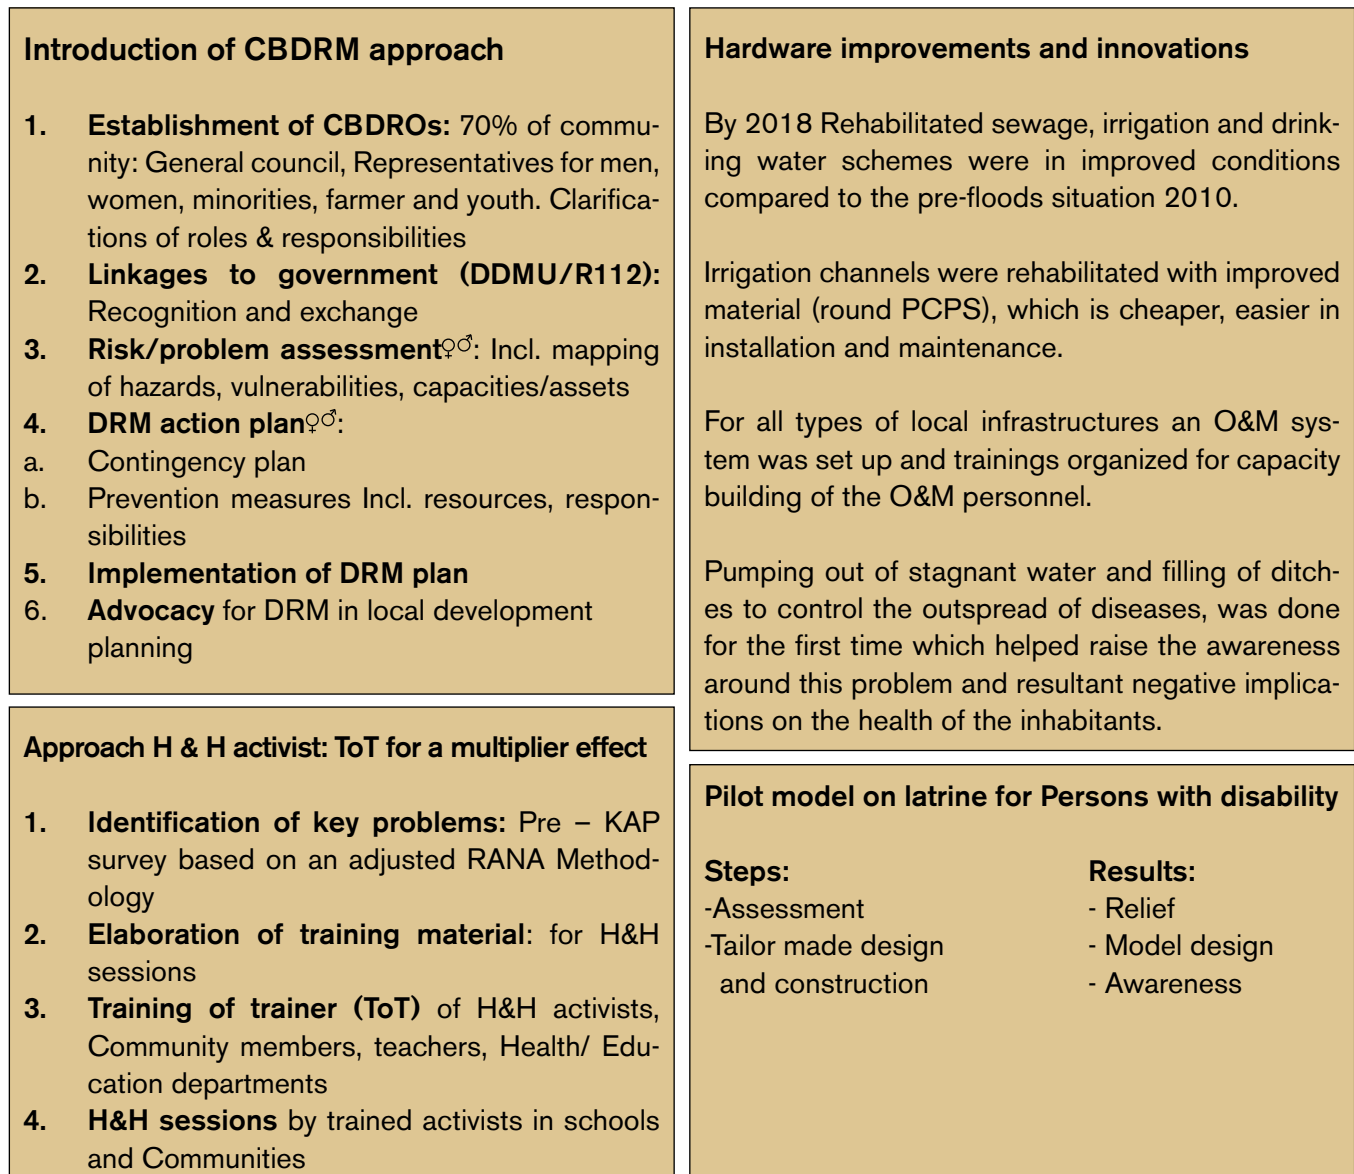 Introduction of CBDRM approach
1. Establishment of CBDROs: 70% of commu-
nity: General council, Representatives for men,
women, minorities, farmer and youth. Clarifica-
tions of roles & responsibilities
2. Linkages to government (DDMU/R112):
Recognition and exchange
3. Risk/problem assessment♀♂: Incl. mapping
of hazards, vulnerabilities, capacities/assets
4. DRM action plan♀♂:
a. Contingency plan
b. Prevention measures Incl. resources, respon-
sibilities
5. Implementation of DRM plan
6. Advocacy for DRM in local development
planning
Approach H & H activist: ToT for a multiplier effect
1. Identification of key problems: Pre – KAP
survey based on an adjusted RANA Method-
ology
2. Elaboration of training material: for H&H
sessions
3. Training of trainer (ToT) of H&H activists,
Community members, teachers, Health/ Edu-
cation departments
4. H&H sessions by trained activists in schools
and Communities
Hardware improvements and innovations
By 2018 Rehabilitated sewage, irrigation and drink-
ing water schemes were in improved conditions
compared to the pre-floods situation 2010.
Irrigation channels were rehabilitated with improved
material (round PCPS), which is cheaper, easier in
installation and maintenance.
For all types of local infrastructures an O&M sys-
tem was set up and trainings organized for capacity
building of the O&M personnel.
Pumping out of stagnant water and filling of ditch-
es to control the outspread of diseases, was done
for the first time which helped raise the awareness
around this problem and resultant negative implica-
tions on the health of the inhabitants.
Pilot model on latrine for Persons with disability
Steps:
-Assessment
-Tailor made design
and construction
Results:
- Relief
- Model design
- Awareness